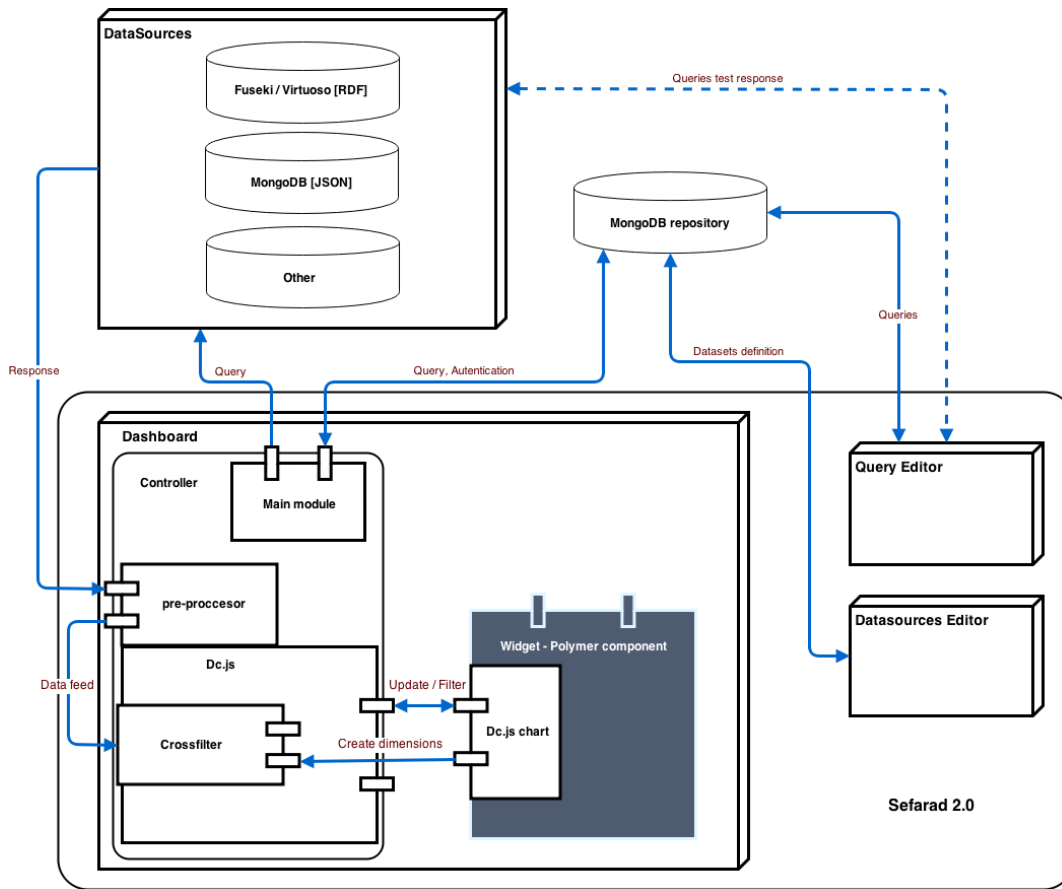 DataSources
Fuseki / Virtuoso [RDF]
Queries test response
MongoDB [JSON]
MongoDB repository
Other
Queries
Datasets definition
Response
Query
Query, Autentication
Dashboard
Controller
Query Editor
Main module
pre-proccesor
Datasources Editor
Widget - Polymer component
Dc.js
Data feed
Update / Filter
Dc.js chart
Crossfilter
Create dimensions
Sefarad 2.0